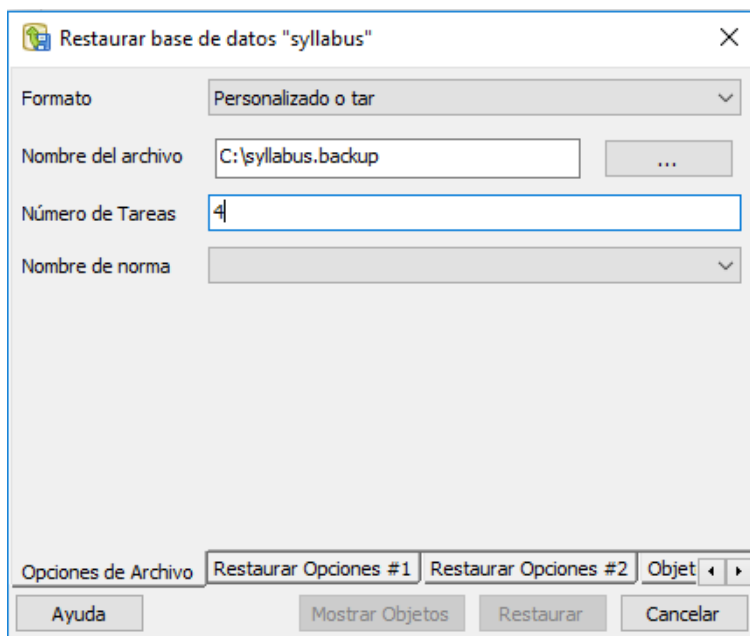 Restaurar base de datos "syllabus"
Formato Personalizado o tar
Nombre del archivo C:\syllabus.backup ...
Número de Tareas 4
Nombre de norma
Opciones de Archivo Restaurar Opciones #1 Restaurar Opciones #2 Objet
Ayuda Mostrar Objetos Restaurar Cancelar